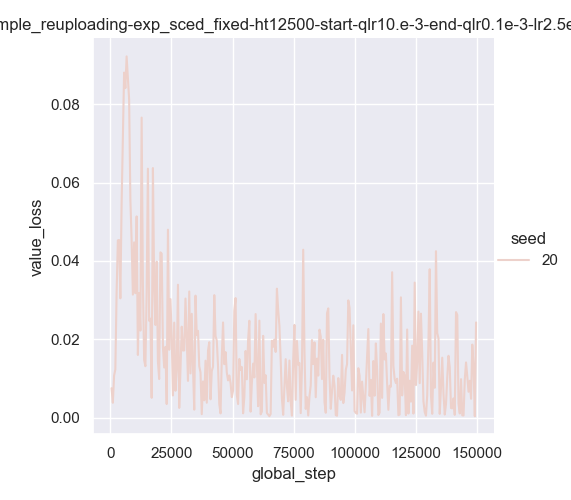 mple_reuploading-exp_sced_fixed-ht12500-start-qlr10.e-3-end-qlr0.1e-3-lr2.5e
0.08
0.06
0.04
0.02
0.00
value_loss
0 25000 50000 75000 100000 125000 150000
global_step
seed
20